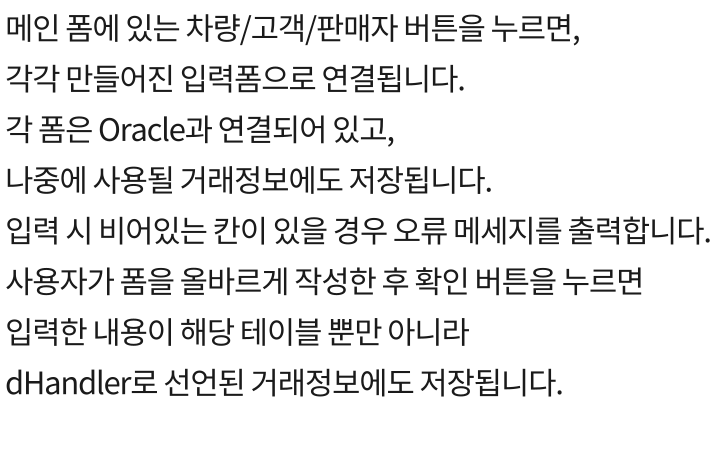 메인 폼에 있는 차량/고객/판매자 버튼을 누르면,
각각 만들어진 입력폼으로 연결됩니다.
각 폼은 Oracle과 연결되어 있고,
나중에 사용될 거래정보에도 저장됩니다.
입력 시 비어있는 칸이 있을 경우 오류 메세지를 출력합니다.
사용자가 폼을 올바르게 작성한 후 확인 버튼을 누르면
입력한 내용이 해당 테이블 뿐만 아니라
dHandler로 선언된 거래정보에도 저장됩니다.